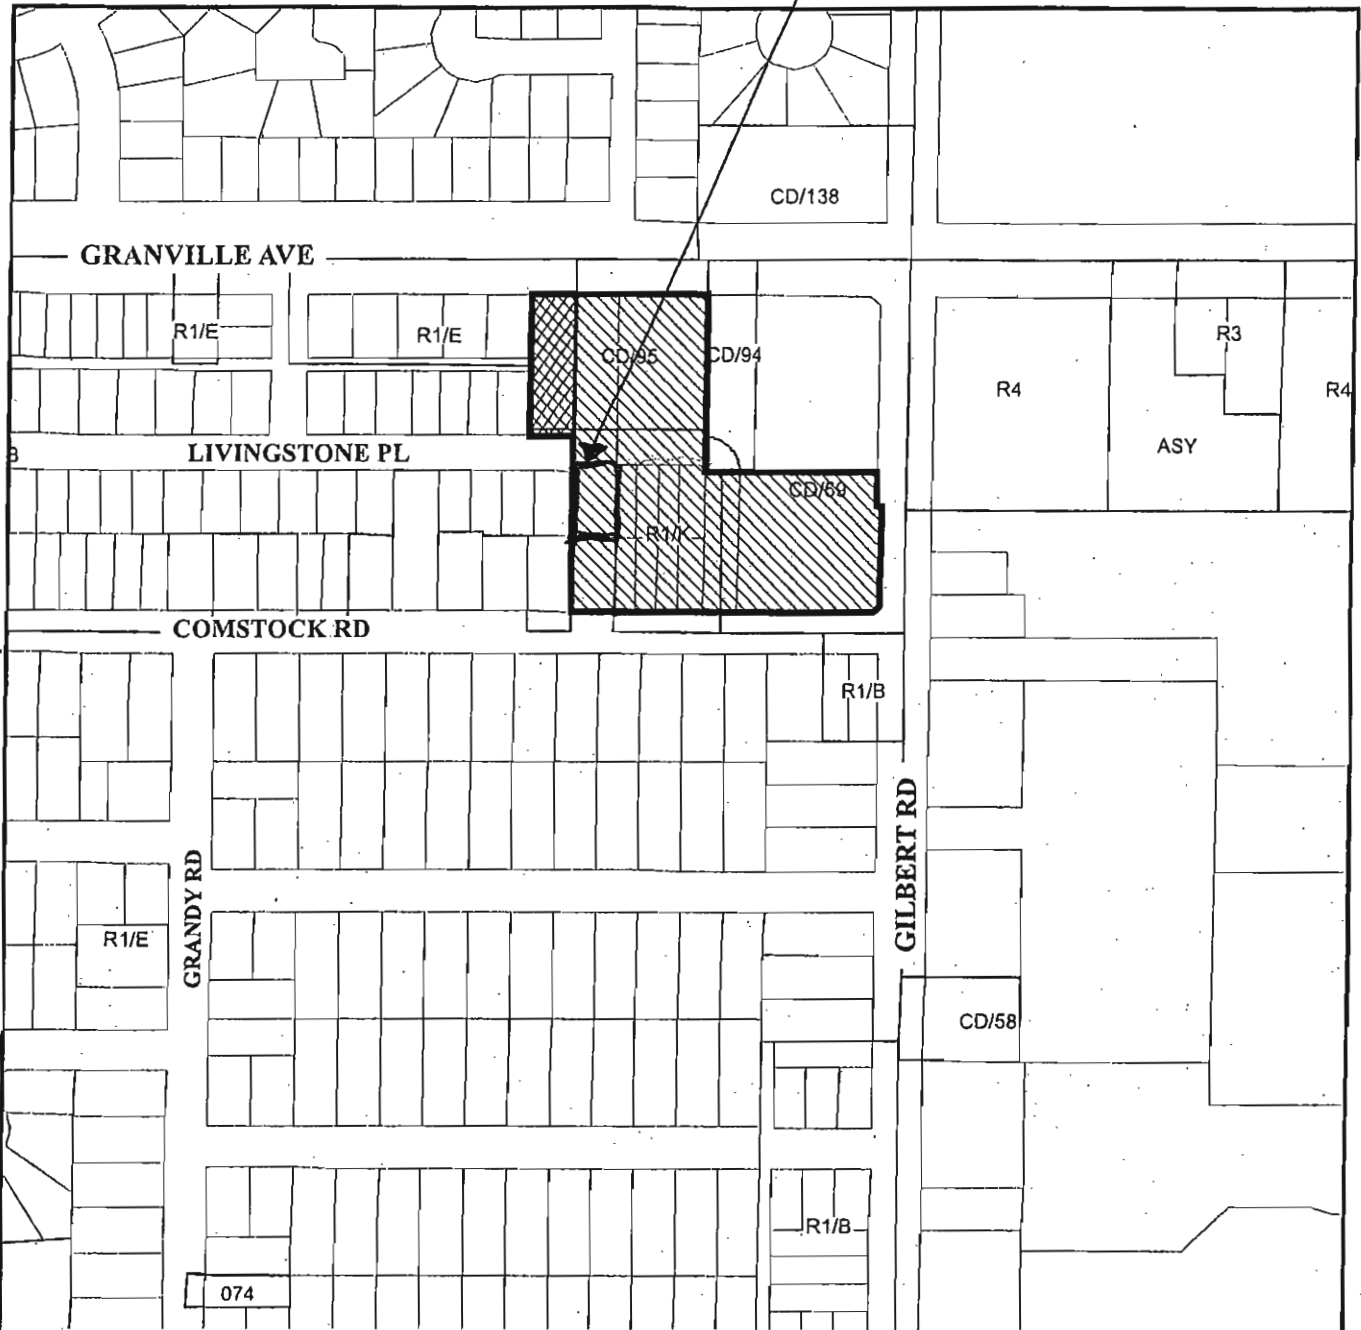 CD/138
GRANVILLE AVE
R1/E
R1/E
CD/95
CD/94
R3
R4
R4
ASY
LIVINGSTONE PL
CD/59
R1/K
COMSTOCK RD
R1/B
GILBERT RD
GRANDY RD
R1/E
CD/58
R1/B
074